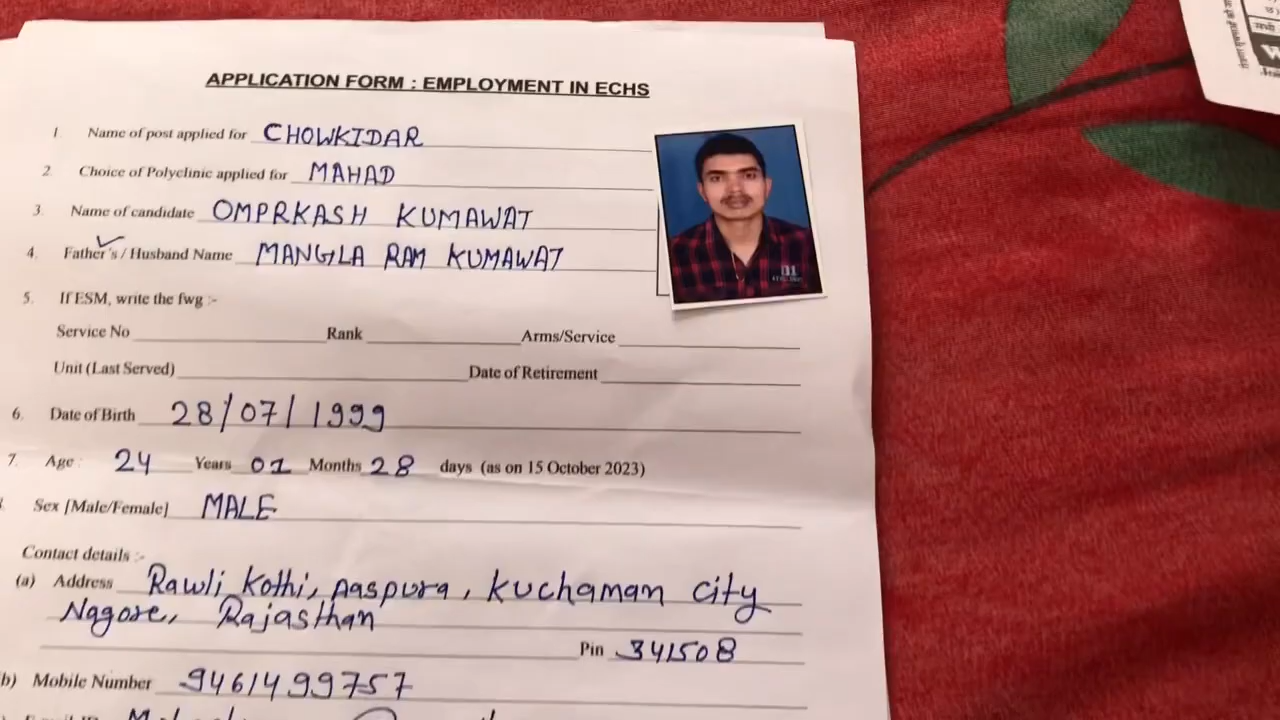 APPLICATION FORM : EMPLOYMENT IN ECHS
1 Name of post applied for CHOWKIDAR
2 Choice of Polyclinic applied for MAHAD
3. Name of candidate OMPRKASH KUMAWAT
4. Father's / Husband Name MANGILA RAM KUMAWAT
5. If ESM, write the fwg :-
Service No Rank Arms/Service
Unit (Last Served) Date of Retirement
6. Date of Birth 28/07/1999
7. Age : 24 Years 01 Months 28 days (as on 15 October 2023)
Sex [Male/Female] MALE
Contact details :-
(a) Address Rawli Kothi, Aaspura, Kuchaman City
Nagore, Rajasthan
Pin 341508
b) Mobile Number 9461499757
01
सभी